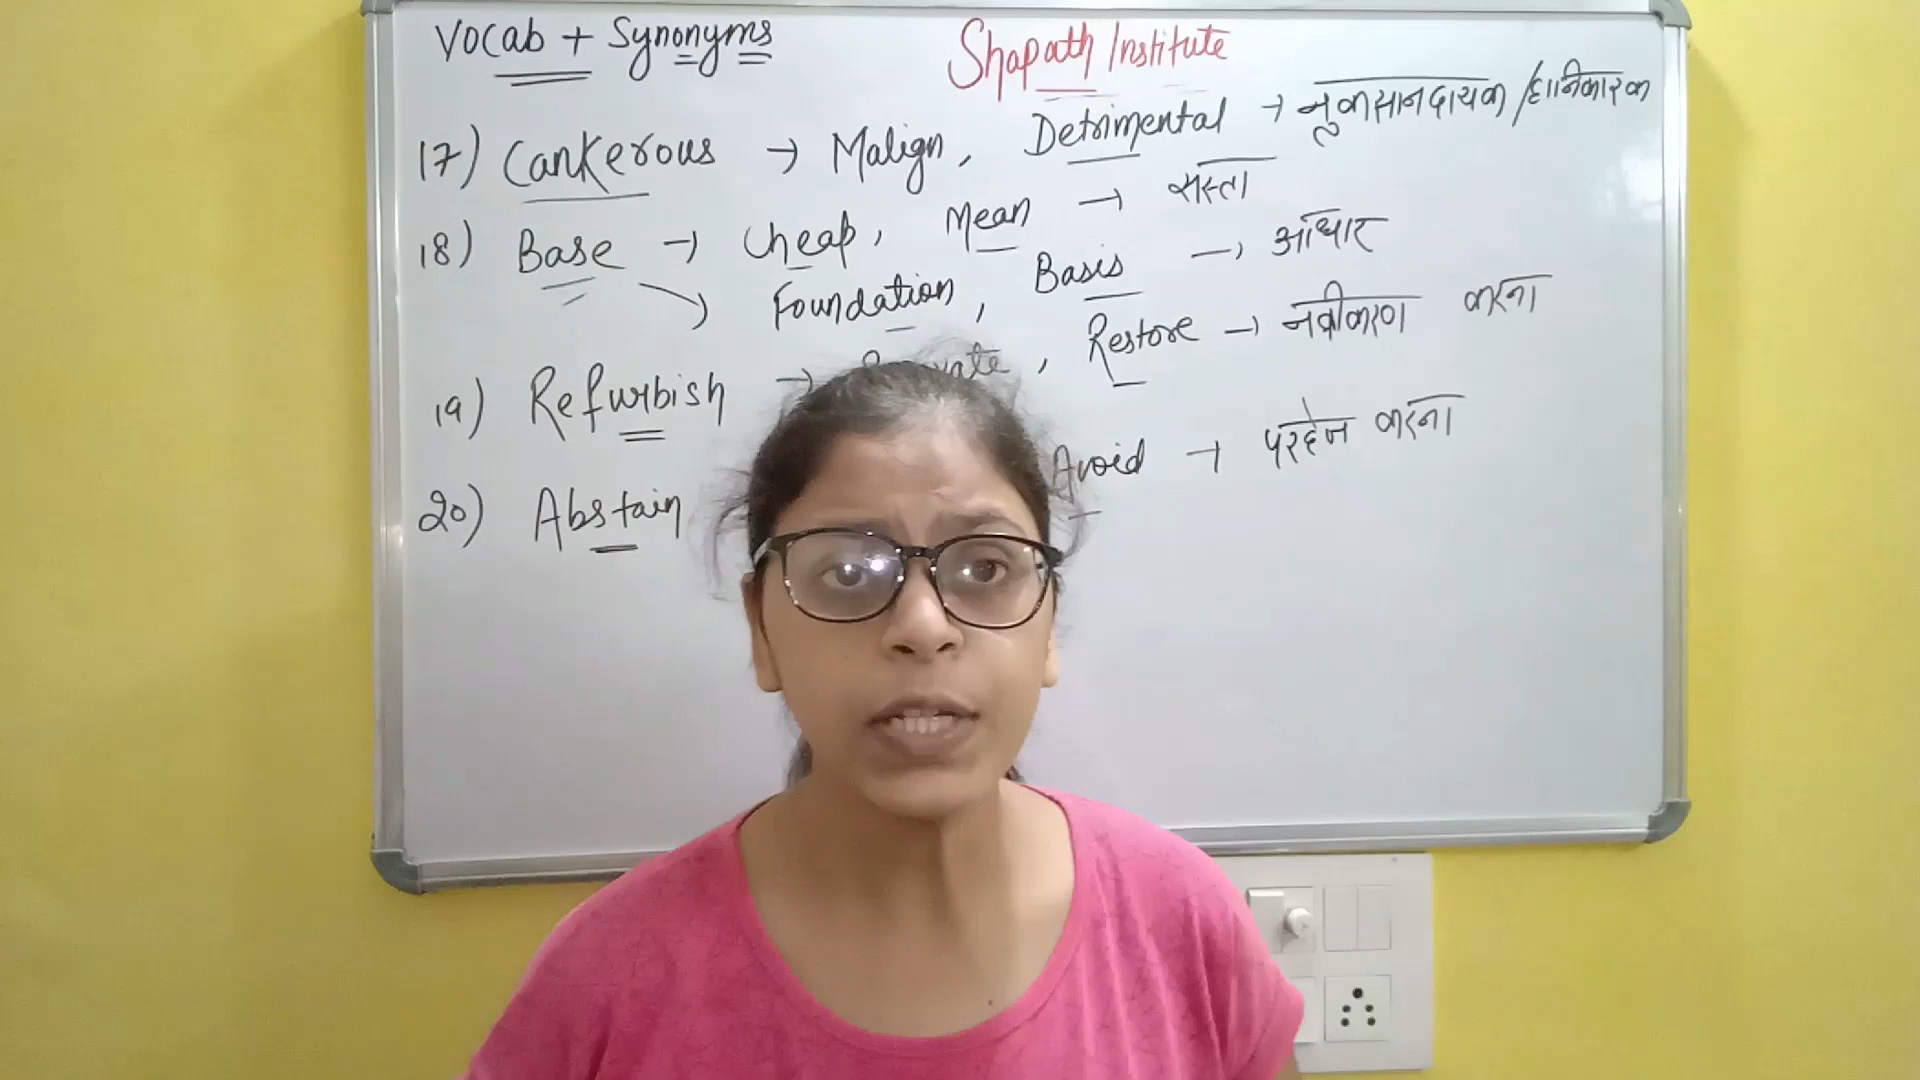 Vocab + Synonyms
Shapath Institute
17) Cankerous → Malign, Detrimental → नुकसानदायक / हानिकारक
18) Base → Cheap, Mean → सस्ता
→ Foundation, Basis → आधार
19) Refurbish → , Restore → नवीकरण करना
20) Abstain Avoid → परहेज करना